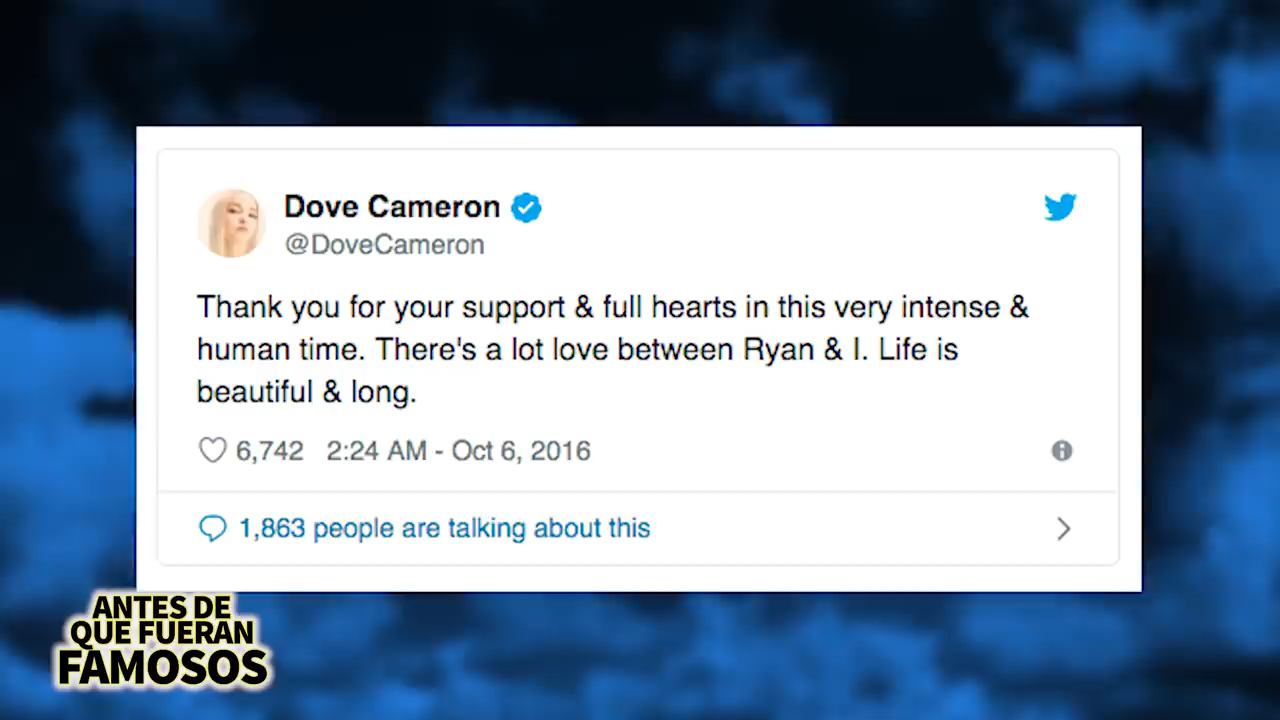 Dove Cameron
@DoveCameron
Thank you for your support & full hearts in this very intense &
human time. There's a lot love between Ryan & I. Life is
beautiful & long.
6,742 2:24 AM - Oct 6, 2016
1,863 people are talking about this
ANTES DE
QUE FUERAN
FAMOSOS